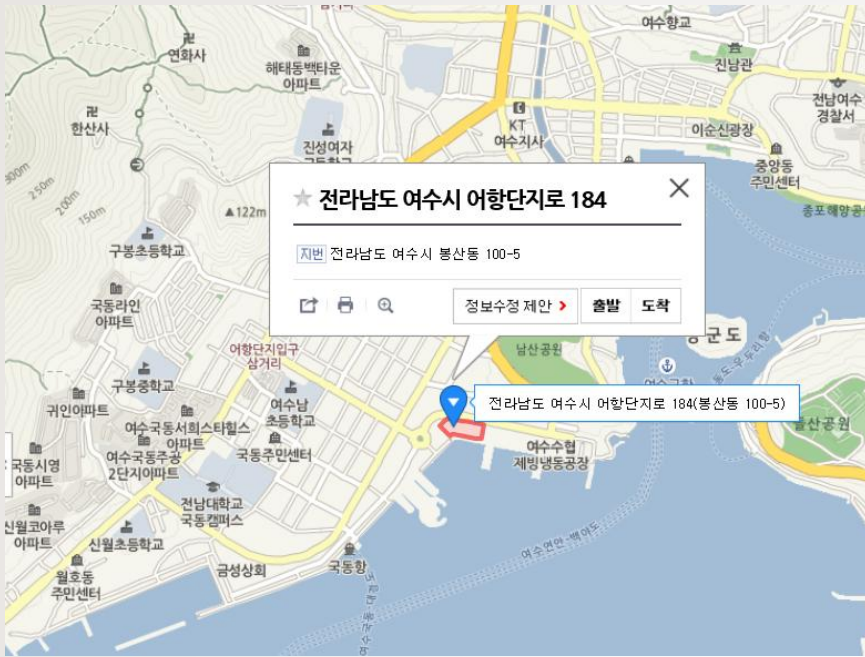 여수향교
연화사
해태동백타운
아파트
진남관
전남여수
경찰서
한산사
KT
여수지사
이순신광장
진성여자
중앙동
주민센터
300m
250m
200m
150m
▲122m
구봉초등학교
국동라인
아파트
전라남도 여수시 어항단지로 184
지번 전라남도 여수시 봉산동 100-5
정보수정 제안
출발
도착
어항단지입구
삼거리
남산공원
구봉중학교
귀인아파트
여수남
초등학교
여수국동서희스타힐스
아파트
여수국동주공
2단지아파트
국동주민센터
국동시영
아파트
전라남도 여수시 어항단지로 184(봉산동 100-5)
돌산공원
여수수협
제빙냉동공장
전남대학교
국동캠퍼스
신월코아루
아파트
신월초등학교
월호동
주민센터
금성상회
국동항